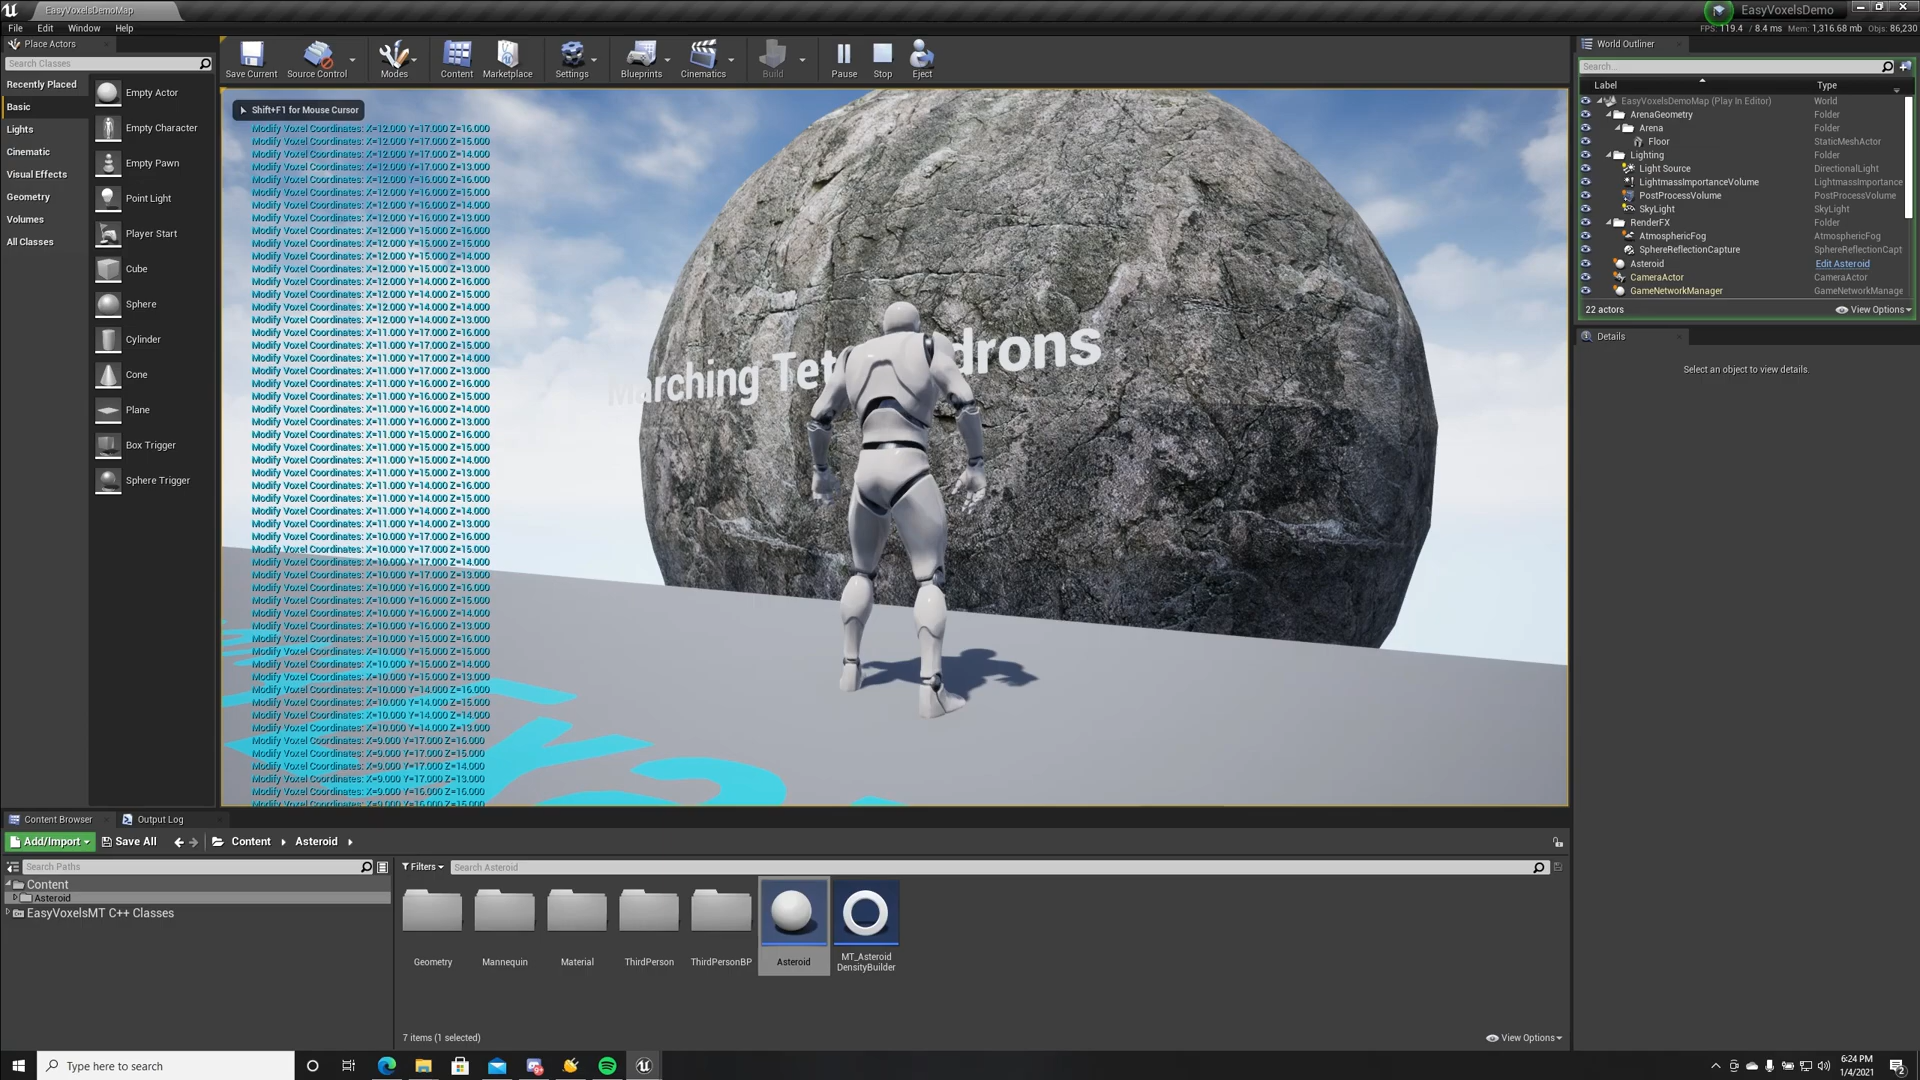 EasyVoxelsDemoMap
EasyVoxelsDemo
File Edit Window Help
FPS: 119.4 / 8.4 ms Mem: 1,316.68 mb Objs: 86,230
Place Actors
Search Classes
Recently Placed
Basic
Lights
Cinematic
Visual Effects
Geometry
Volumes
All Classes
Empty Actor
Empty Character
Empty Pawn
Point Light
Player Start
Cube
Sphere
Cylinder
Cone
Plane
Box Trigger
Sphere Trigger
Save Current Source Control Modes Content Marketplace Settings Blueprints Cinematics Build Pause Stop Eject
Shift+F1 for Mouse Cursor
Modify Voxel Coordinates: X=12.000 Y=17.000 Z=16.000
Modify Voxel Coordinates: X=12.000 Y=17.000 Z=15.000
Modify Voxel Coordinates: X=12.000 Y=17.000 Z=14.000
Modify Voxel Coordinates: X=12.000 Y=17.000 Z=13.000
Modify Voxel Coordinates: X=12.000 Y=16.000 Z=16.000
Modify Voxel Coordinates: X=12.000 Y=16.000 Z=15.000
Modify Voxel Coordinates: X=12.000 Y=16.000 Z=14.000
Modify Voxel Coordinates: X=12.000 Y=16.000 Z=13.000
Modify Voxel Coordinates: X=12.000 Y=15.000 Z=16.000
Modify Voxel Coordinates: X=12.000 Y=15.000 Z=15.000
Modify Voxel Coordinates: X=12.000 Y=15.000 Z=14.000
Modify Voxel Coordinates: X=12.000 Y=15.000 Z=13.000
Modify Voxel Coordinates: X=12.000 Y=14.000 Z=16.000
Modify Voxel Coordinates: X=12.000 Y=14.000 Z=15.000
Modify Voxel Coordinates: X=12.000 Y=14.000 Z=14.000
Modify Voxel Coordinates: X=12.000 Y=14.000 Z=13.000
Modify Voxel Coordinates: X=11.000 Y=17.000 Z=16.000
Modify Voxel Coordinates: X=11.000 Y=17.000 Z=15.000
Modify Voxel Coordinates: X=11.000 Y=17.000 Z=14.000
Modify Voxel Coordinates: X=11.000 Y=17.000 Z=13.000
Modify Voxel Coordinates: X=11.000 Y=16.000 Z=16.000
Modify Voxel Coordinates: X=11.000 Y=16.000 Z=15.000
Modify Voxel Coordinates: X=11.000 Y=16.000 Z=14.000
Modify Voxel Coordinates: X=11.000 Y=16.000 Z=13.000
Modify Voxel Coordinates: X=11.000 Y=15.000 Z=16.000
Modify Voxel Coordinates: X=11.000 Y=15.000 Z=15.000
Modify Voxel Coordinates: X=11.000 Y=15.000 Z=14.000
Modify Voxel Coordinates: X=11.000 Y=15.000 Z=13.000
Modify Voxel Coordinates: X=11.000 Y=14.000 Z=16.000
Modify Voxel Coordinates: X=11.000 Y=14.000 Z=15.000
Modify Voxel Coordinates: X=11.000 Y=14.000 Z=14.000
Modify Voxel Coordinates: X=11.000 Y=14.000 Z=13.000
Modify Voxel Coordinates: X=10.000 Y=17.000 Z=16.000
Modify Voxel Coordinates: X=10.000 Y=17.000 Z=15.000
Modify Voxel Coordinates: X=10.000 Y=17.000 Z=14.000
Modify Voxel Coordinates: X=10.000 Y=17.000 Z=13.000
Modify Voxel Coordinates: X=10.000 Y=16.000 Z=16.000
Modify Voxel Coordinates: X=10.000 Y=16.000 Z=15.000
Modify Voxel Coordinates: X=10.000 Y=16.000 Z=14.000
Modify Voxel Coordinates: X=10.000 Y=16.000 Z=13.000
Modify Voxel Coordinates: X=10.000 Y=15.000 Z=16.000
Modify Voxel Coordinates: X=10.000 Y=15.000 Z=15.000
Modify Voxel Coordinates: X=10.000 Y=15.000 Z=14.000
Modify Voxel Coordinates: X=10.000 Y=15.000 Z=13.000
Modify Voxel Coordinates: X=10.000 Y=14.000 Z=16.000
Modify Voxel Coordinates: X=10.000 Y=14.000 Z=15.000
Modify Voxel Coordinates: X=10.000 Y=14.000 Z=14.000
Modify Voxel Coordinates: X=10.000 Y=14.000 Z=13.000
Modify Voxel Coordinates: X=9.000 Y=17.000 Z=16.000
Modify Voxel Coordinates: X=9.000 Y=17.000 Z=15.000
Modify Voxel Coordinates: X=9.000 Y=17.000 Z=14.000
Modify Voxel Coordinates: X=9.000 Y=17.000 Z=13.000
Modify Voxel Coordinates: X=9.000 Y=16.000 Z=16.000
Modify Voxel Coordinates: X=9.000 Y=16.000 Z=15.000
Marching Tet drons
World Outliner
Search...
Label Type
EasyVoxelsDemoMap (Play In Editor) World
ArenaGeometry Folder
Arena Folder
Floor StaticMeshActor
Lighting Folder
Light Source DirectionalLight
LightmassImportanceVolume LightmassImportance
PostProcessVolume PostProcessVolume
SkyLight SkyLight
RenderFX Folder
AtmosphericFog AtmosphericFog
SphereReflectionCapture SphereReflectionCapt
Asteroid Edit Asteroid
CameraActor CameraActor
GameNetworkManager GameNetworkManage
22 actors View Options
Details
Select an object to view details.
Content Browser Output Log
Add/Import Save All Content Asteroid
Search Paths
Content
Asteroid
EasyVoxelsMT C++ Classes
Filters Search Asteroid
Geometry Mannequin Material ThirdPerson ThirdPersonBP Asteroid MT_Asteroid
DensityBuilder
7 items (1 selected) View Options
Type here to search
6:24 PM
1/4/2021
2